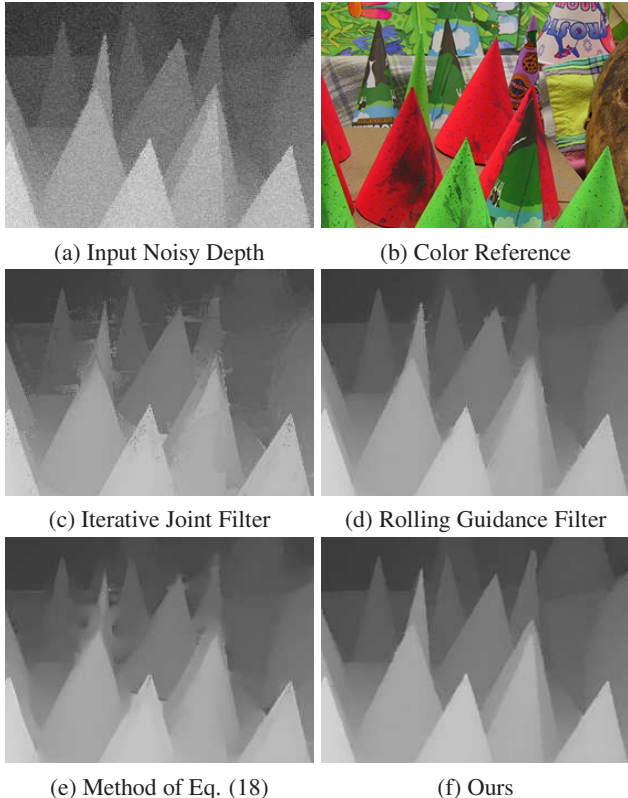 (a) Input Noisy Depth
(b) Color Reference
(c) Iterative Joint Filter
(d) Rolling Guidance Filter
(e) Method of Eq. (18)
(f) Ours